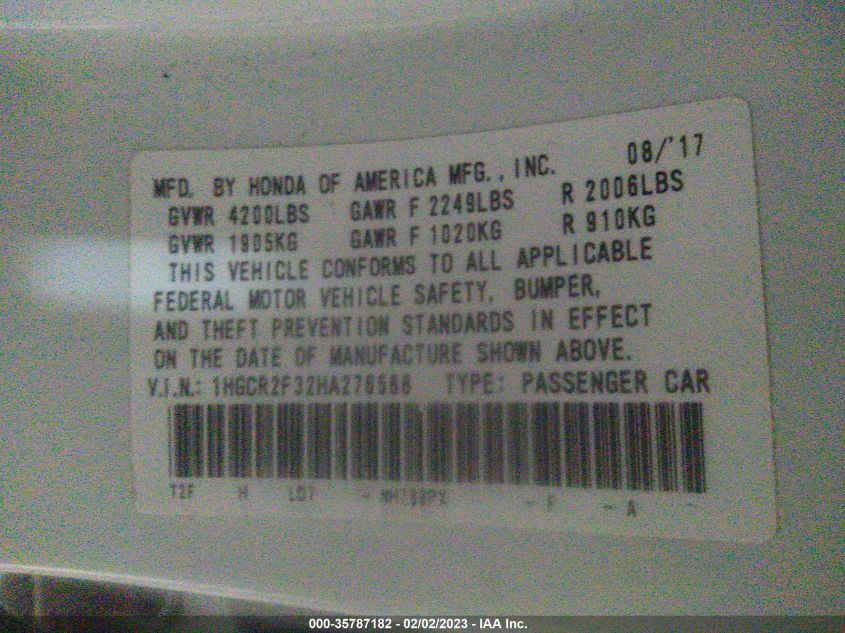 08/'17
MFD. BY HONDA OF AMERICA MFG., INC.
GVWR 4200LBS GAWR F 2249LBS R 2006LBS
GVWR 1905KG GAWR F 1020KG R 910KG
THIS VEHICLE CONFORMS TO ALL APPLICABLE
FEDERAL MOTOR VEHICLE SAFETY, BUMPER,
AND THEFT PREVENTION STANDARDS IN EFFECT
ON THE DATE OF MANUFACTURE SHOWN ABOVE.
V.I.N.: TYPE: PASSENGER CAR
T2F H - - F - A -
000-35787182 - 02/02/2023 - IAA Inc.